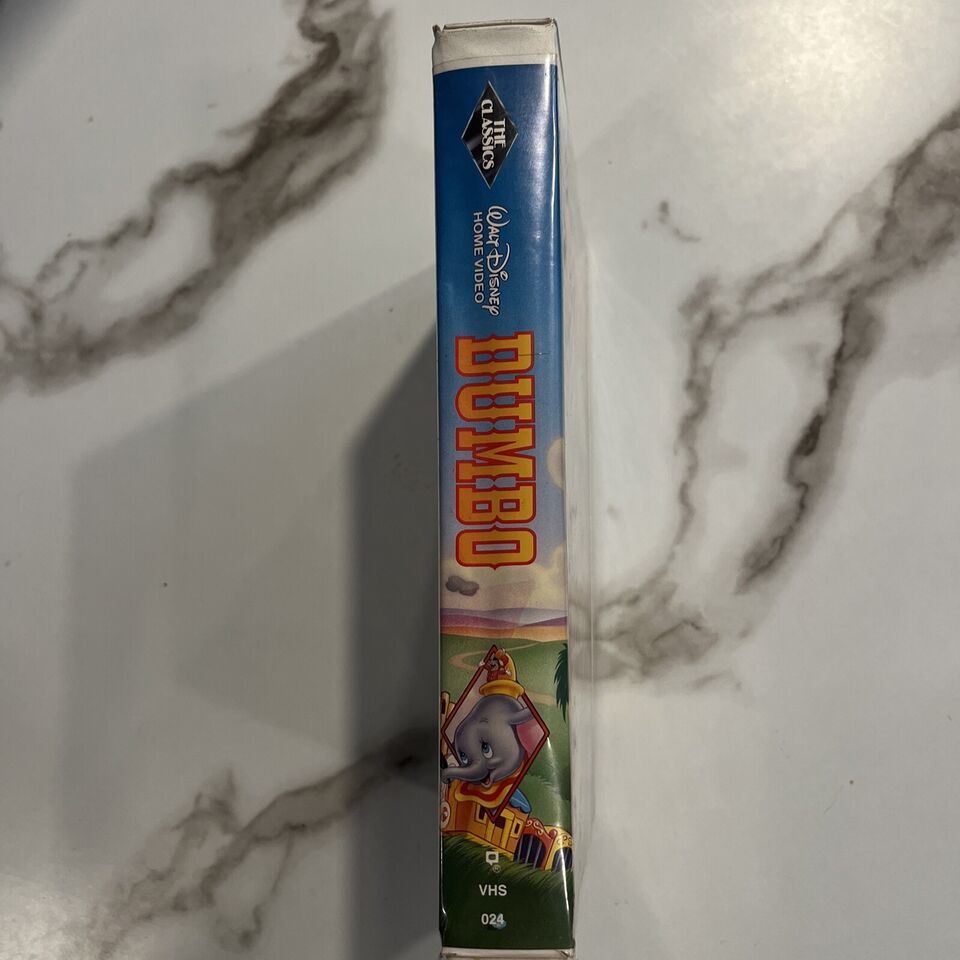 THE
CLASSICS
WALT DISNEY
HOME VIDEO
DUMBO
®
VHS
024